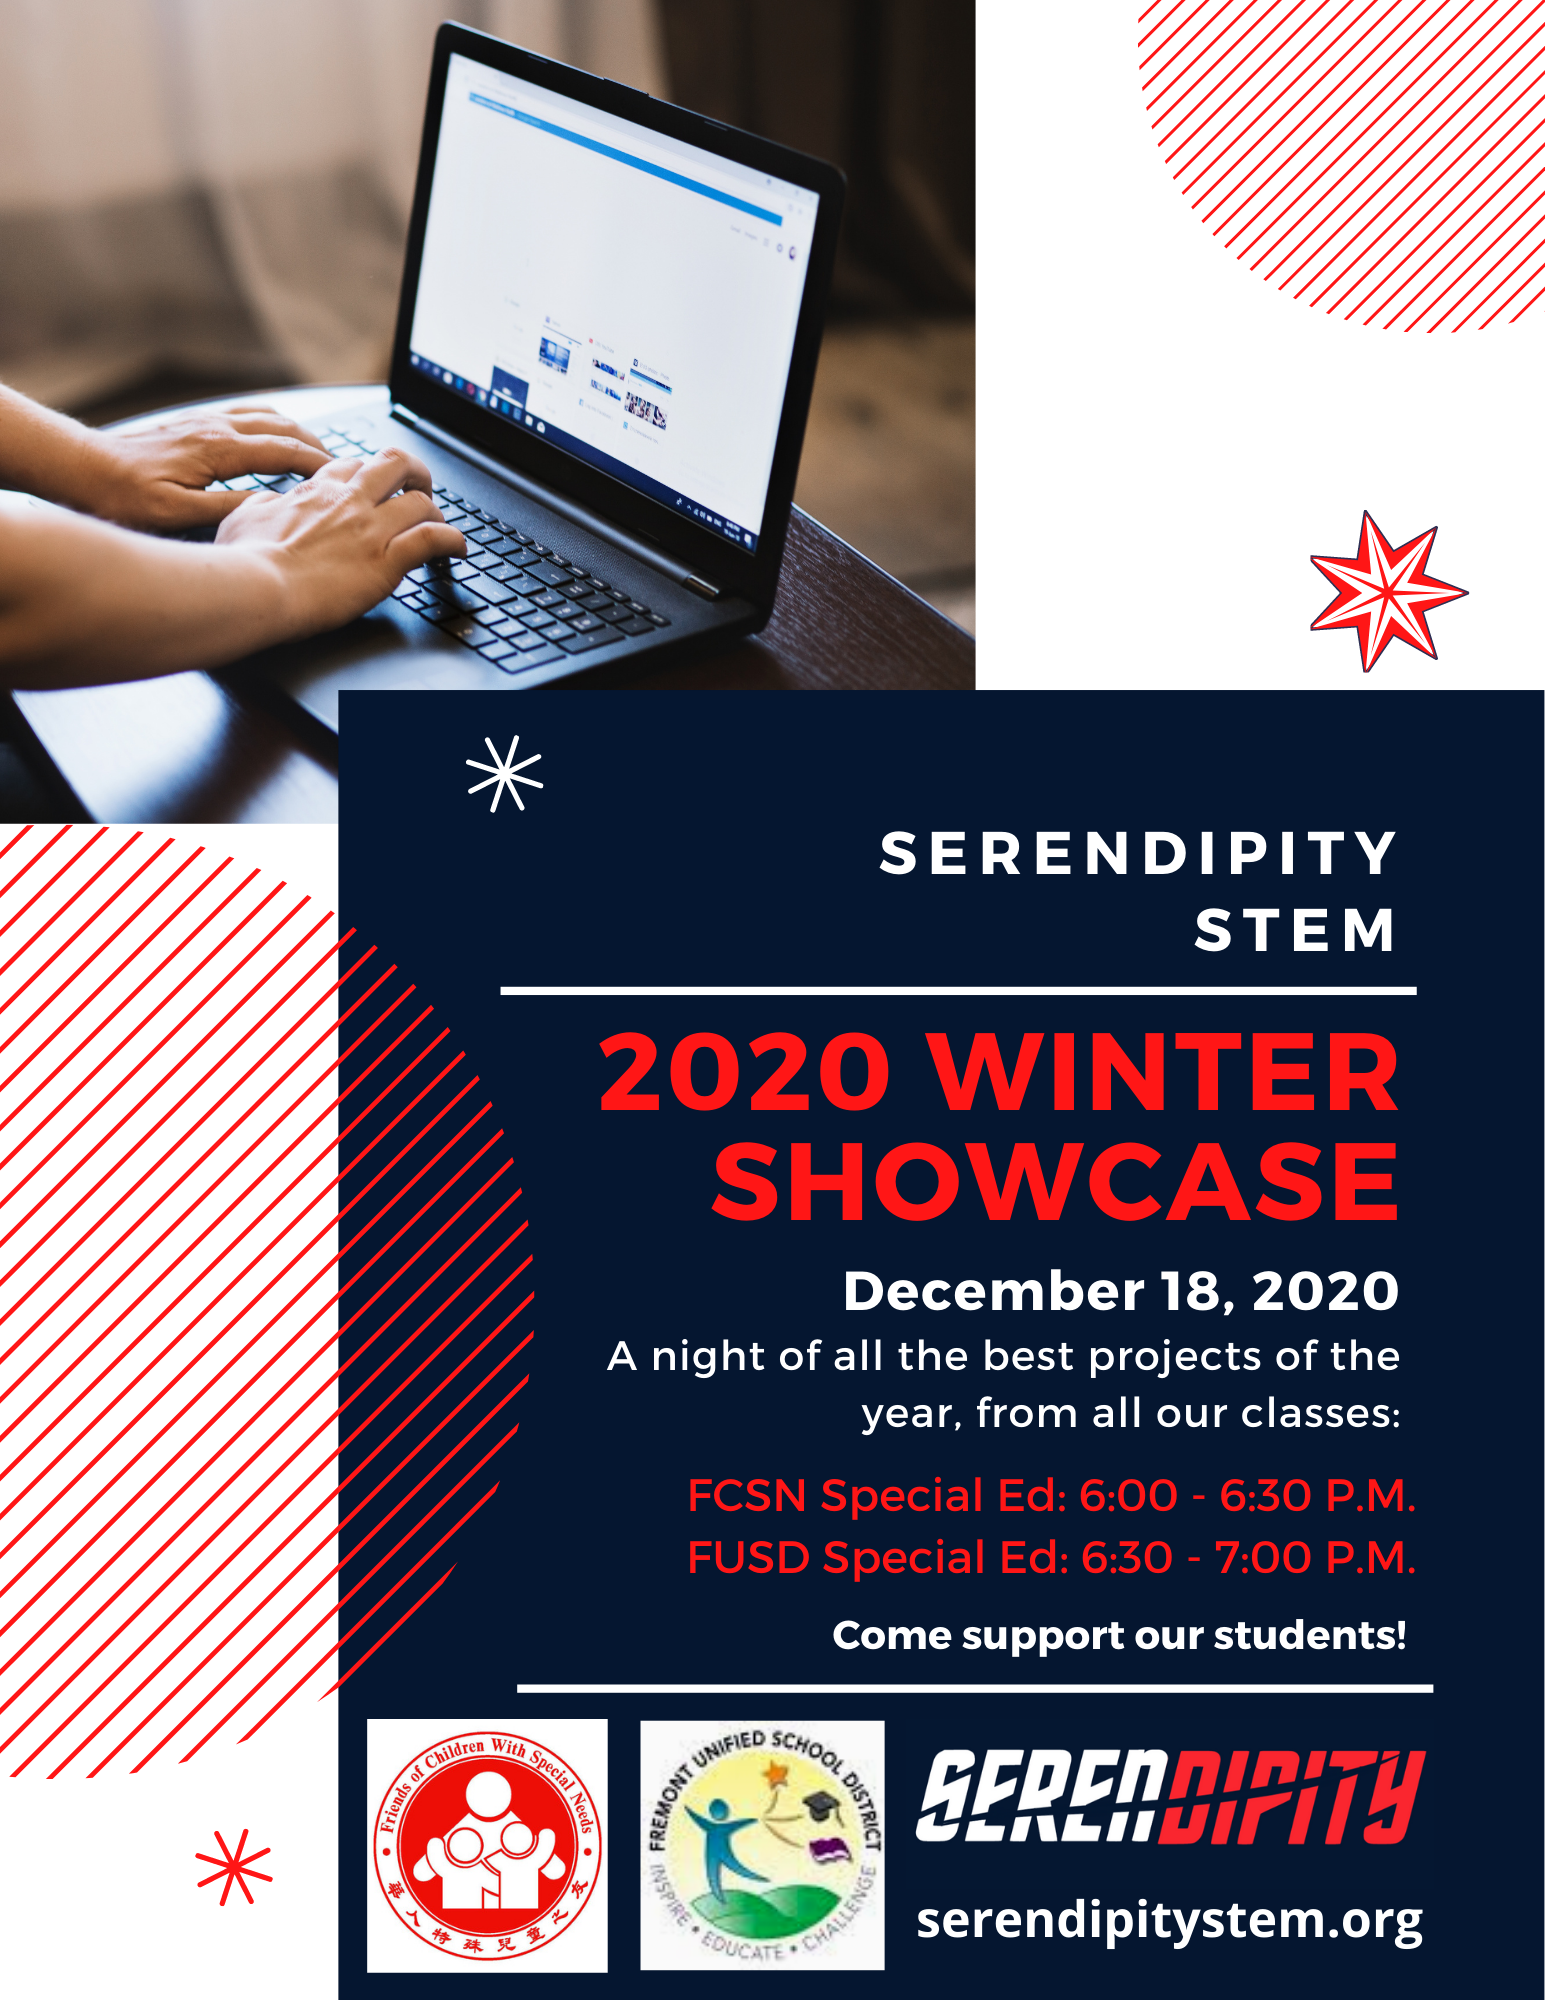 SERENDIPITY
STEM
2020 WINTER
SHOWCASE
December 18, 2020
A night of all the best projects of the
year, from all our classes:
FCSN Special Ed: 6:00 - 6:30 P.M.
FUSD Special Ed: 6:30 - 7:00 P.M.
Come support our students!
Friends of Children With Special Needs
華人特殊兒童之友
FREMONT UNIFIED SCHOOL DISTRICT
INSPIRE • EDUCATE • CHALLENGE
SERENDIPITY
serendipitystem.org